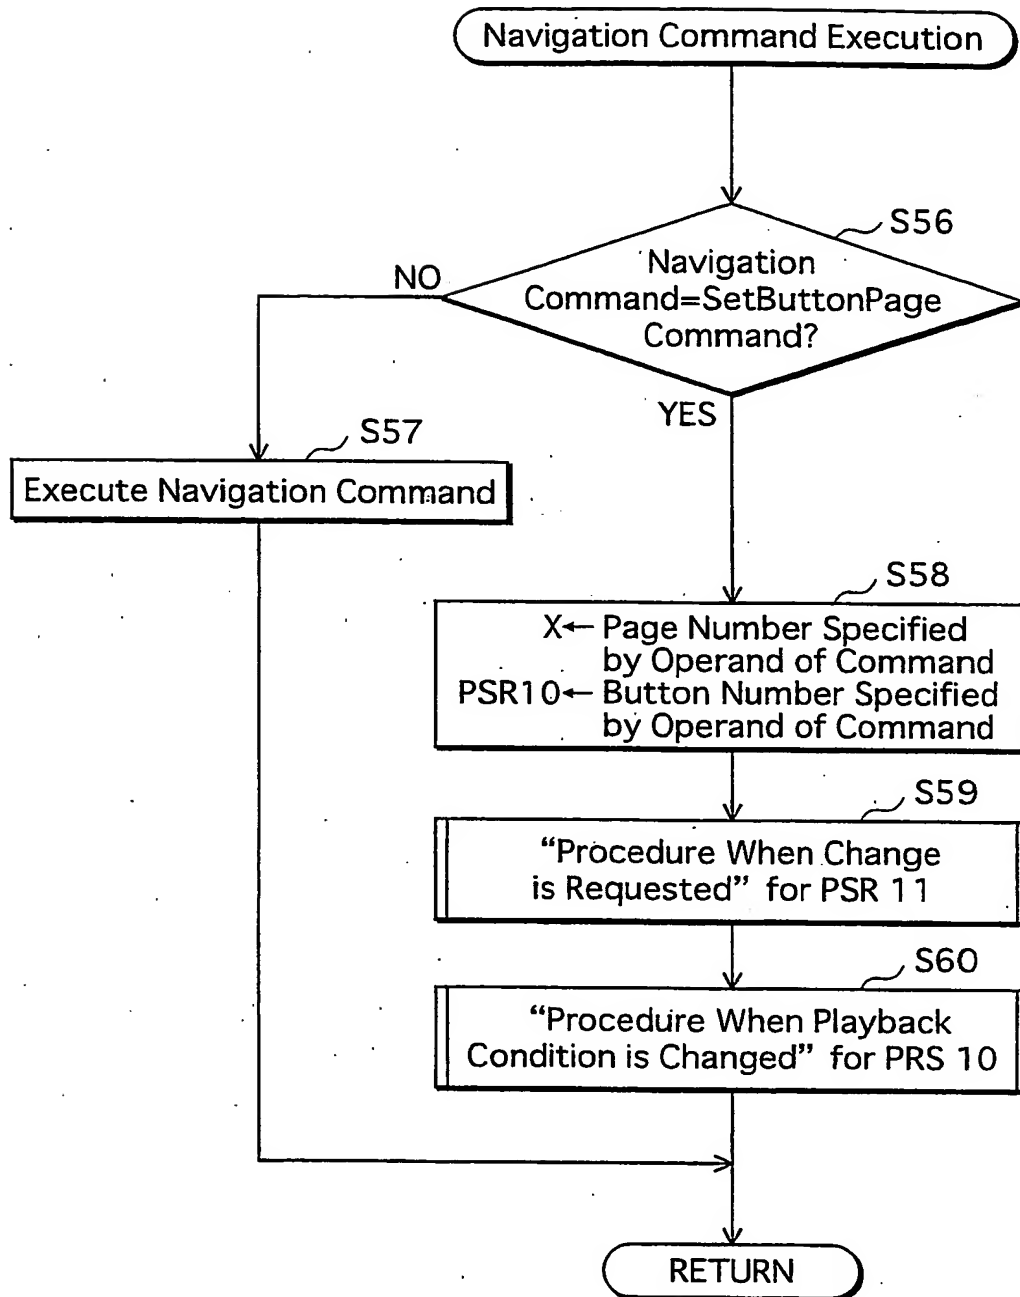 Navigation Command Execution
S56
Navigation
Command=SetButtonPage
Command?
NO
YES
S57
Execute Navigation Command
S58
X← Page Number Specified
by Operand of Command
PSR10← Button Number Specified
by Operand of Command
S59
“Procedure When Change
is Requested” for PSR 11
S60
“Procedure When Playback
Condition is Changed” for PRS 10
RETURN